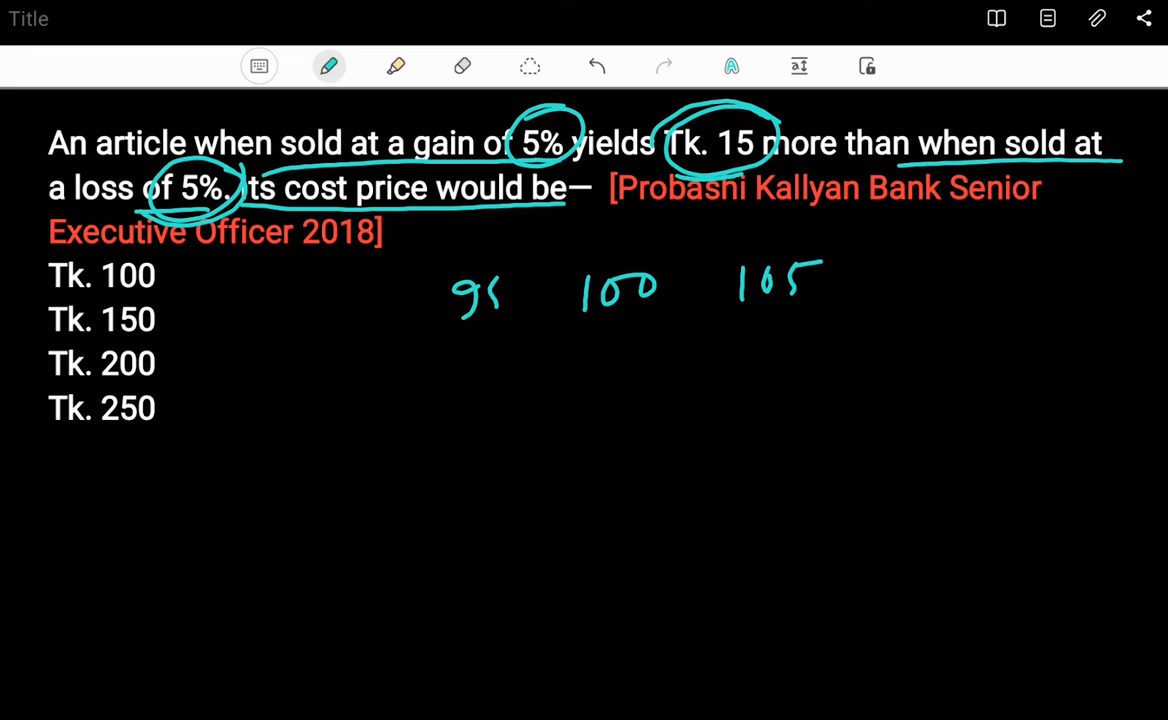 Title
An article when sold at a gain of 5% yields Tk. 15 more than when sold at
a loss of 5%. Its cost price would be— [Probashi Kallyan Bank Senior
Executive Officer 2018]
Tk. 100
95 100 105
Tk. 150
Tk. 200
Tk. 250